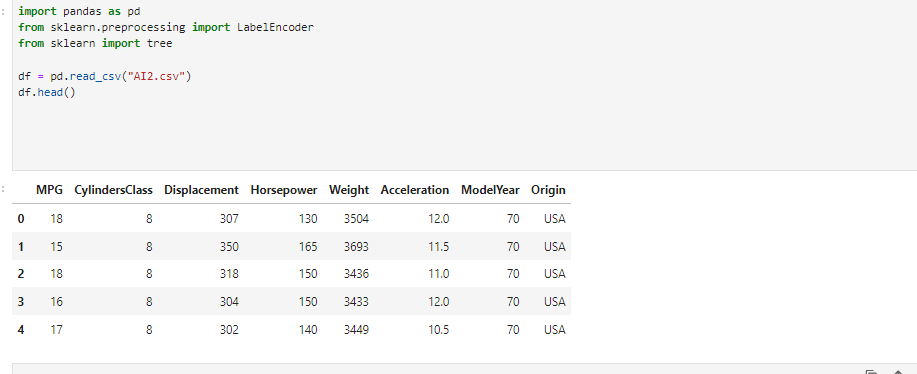 :
import pandas as pd
from sklearn.preprocessing import LabelEncoder
from sklearn import tree
df = pd.read_csv("AI2.csv")
df.head()
:
MPG CylindersClass Displacement Horsepower Weight Acceleration ModelYear Origin
0 18 8 307 130 3504 12.0 70 USA
1 15 8 350 165 3693 11.5 70 USA
2 18 8 318 150 3436 11.0 70 USA
3 16 8 304 150 3433 12.0 70 USA
4 17 8 302 140 3449 10.5 70 USA